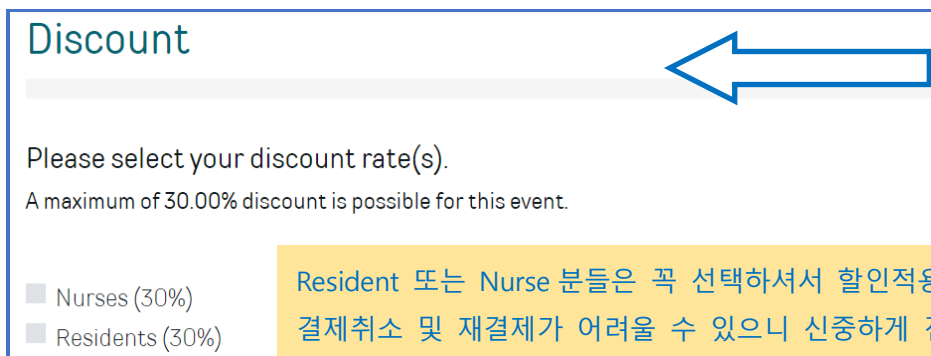 Discount
Please select your discount rate(s).
A maximum of 30.00% discount is possible for this event.
Nurses (30%)
Residents (30%)
Resident 또는 Nurse 분들은 꼭 선택하셔서 할인적용
결제취소 및 재결제가 어려울 수 있으니 신중하게